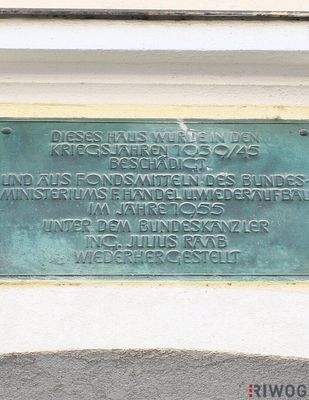 DIESES HAUS WURDE IN DEN
KRIEGSJAHREN 1939/45
BESCHÄDIGT
UND AUS FONDSMITTELN DES BUNDES-
MINISTERIUMS F. HANDEL U. WIEDERAUFBAU
IM JAHRE 1955
UNTER DEM BUNDESKANZLER
ING. JULIUS RAAB
WIEDERHERGESTELLT
RIWOG